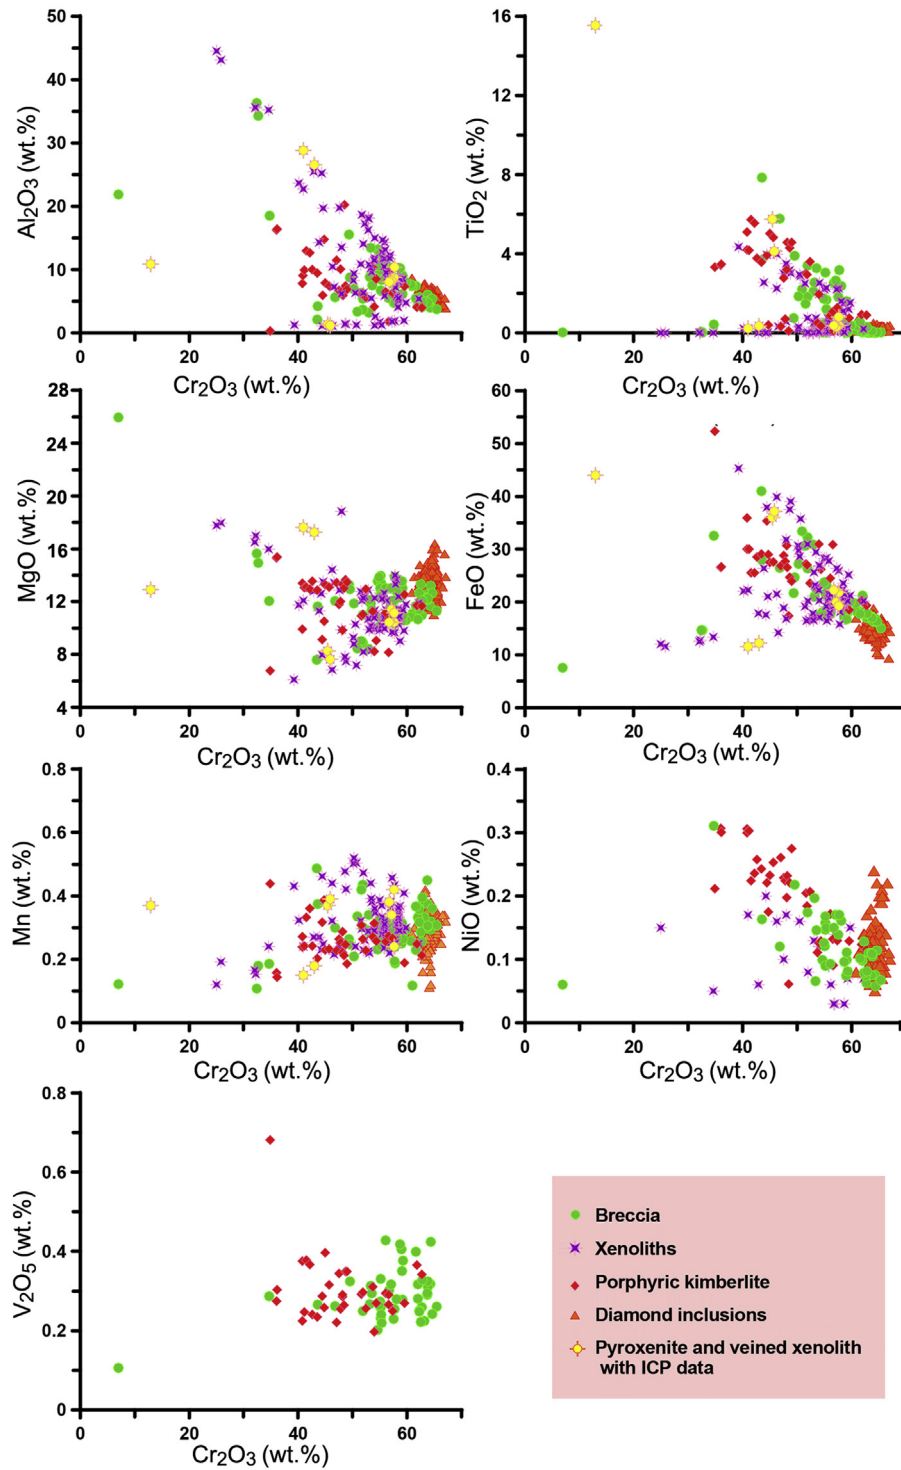 50
40
30
20
10
0
Al₂O₃ (wt.%)
0 20 40 60
Cr₂O₃ (wt.%)
16
12
8
4
0
TiO₂ (wt.%)
0 20 40 60
Cr₂O₃ (wt.%)
28
24
20
16
12
8
4
MgO (wt.%)
0 20 40 60
Cr₂O₃ (wt.%)
60
50
40
30
20
10
0
FeO (wt.%)
0 20 40 60
Cr₂O₃ (wt.%)
0.8
0.6
0.4
0.2
0
Mn (wt.%)
0 20 40 60
Cr₂O₃ (wt.%)
0.4
0.3
0.2
0.1
0
NiO (wt.%)
0 20 40 60
Cr₂O₃ (wt.%)
0.8
0.6
0.4
0.2
0
V₂O₅ (wt.%)
0 20 40 60
Cr₂O₃ (wt.%)
Breccia
Xenoliths
Porphyric kimberlite
Diamond inclusions
Pyroxenite and veined xenolith
with ICP data